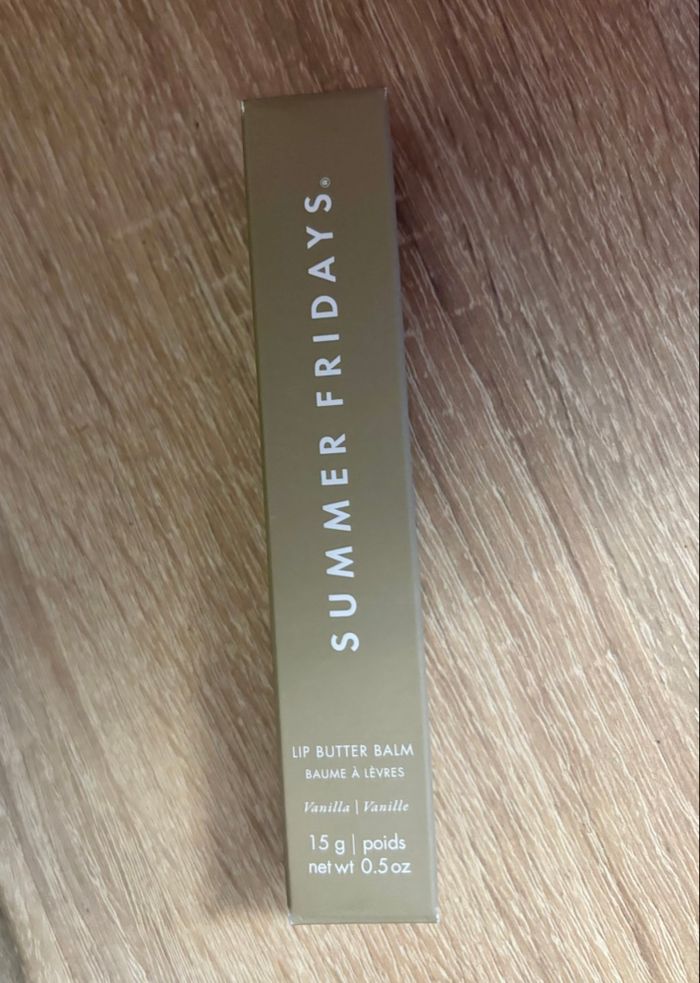 SUMMER FRIDAYS®
LIP BUTTER BALM
BAUME À LÈVRES
Vanilla | Vanille
15 g | poids
net wt 0.5 oz